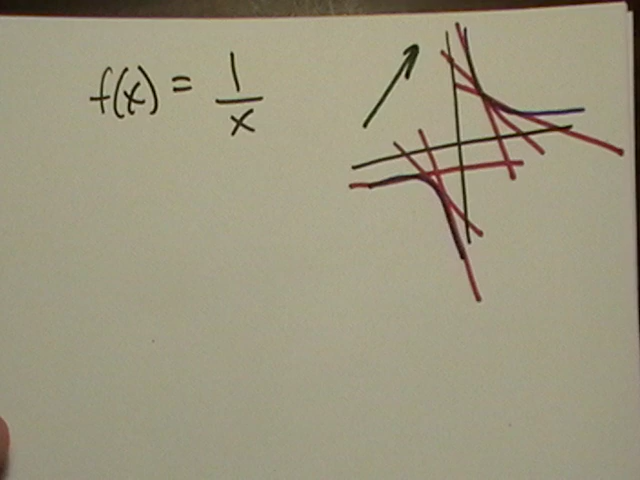 f(x) = 1/x